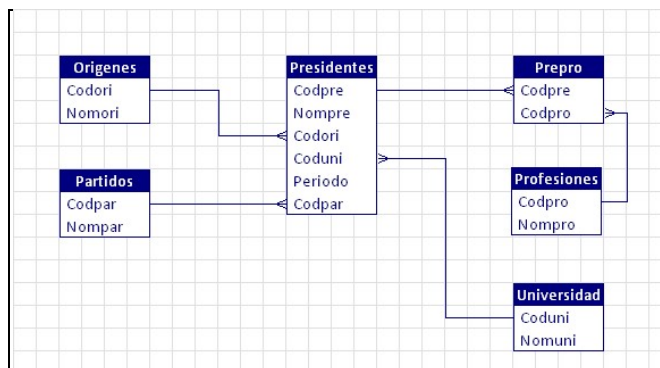 Origenes
Codori
Nomori
Partidos
Codpar
Nompar
Presidentes
Codpre
Nompre
Codori
Coduni
Periodo
Codpar
Prepro
Codpre
Codpro
Profesiones
Codpro
Nompro
Universidad
Coduni
Nomuni